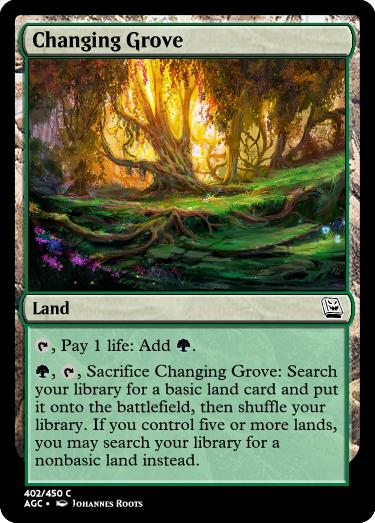 Changing Grove
Land
, Pay 1 life: Add .
, , Sacrifice Changing Grove: Search
your library for a basic land card and put
it onto the battlefield, then shuffle your
library. If you control five or more lands,
you may search your library for a
nonbasic land instead.
402/450 C
AGC • Johannes Roots